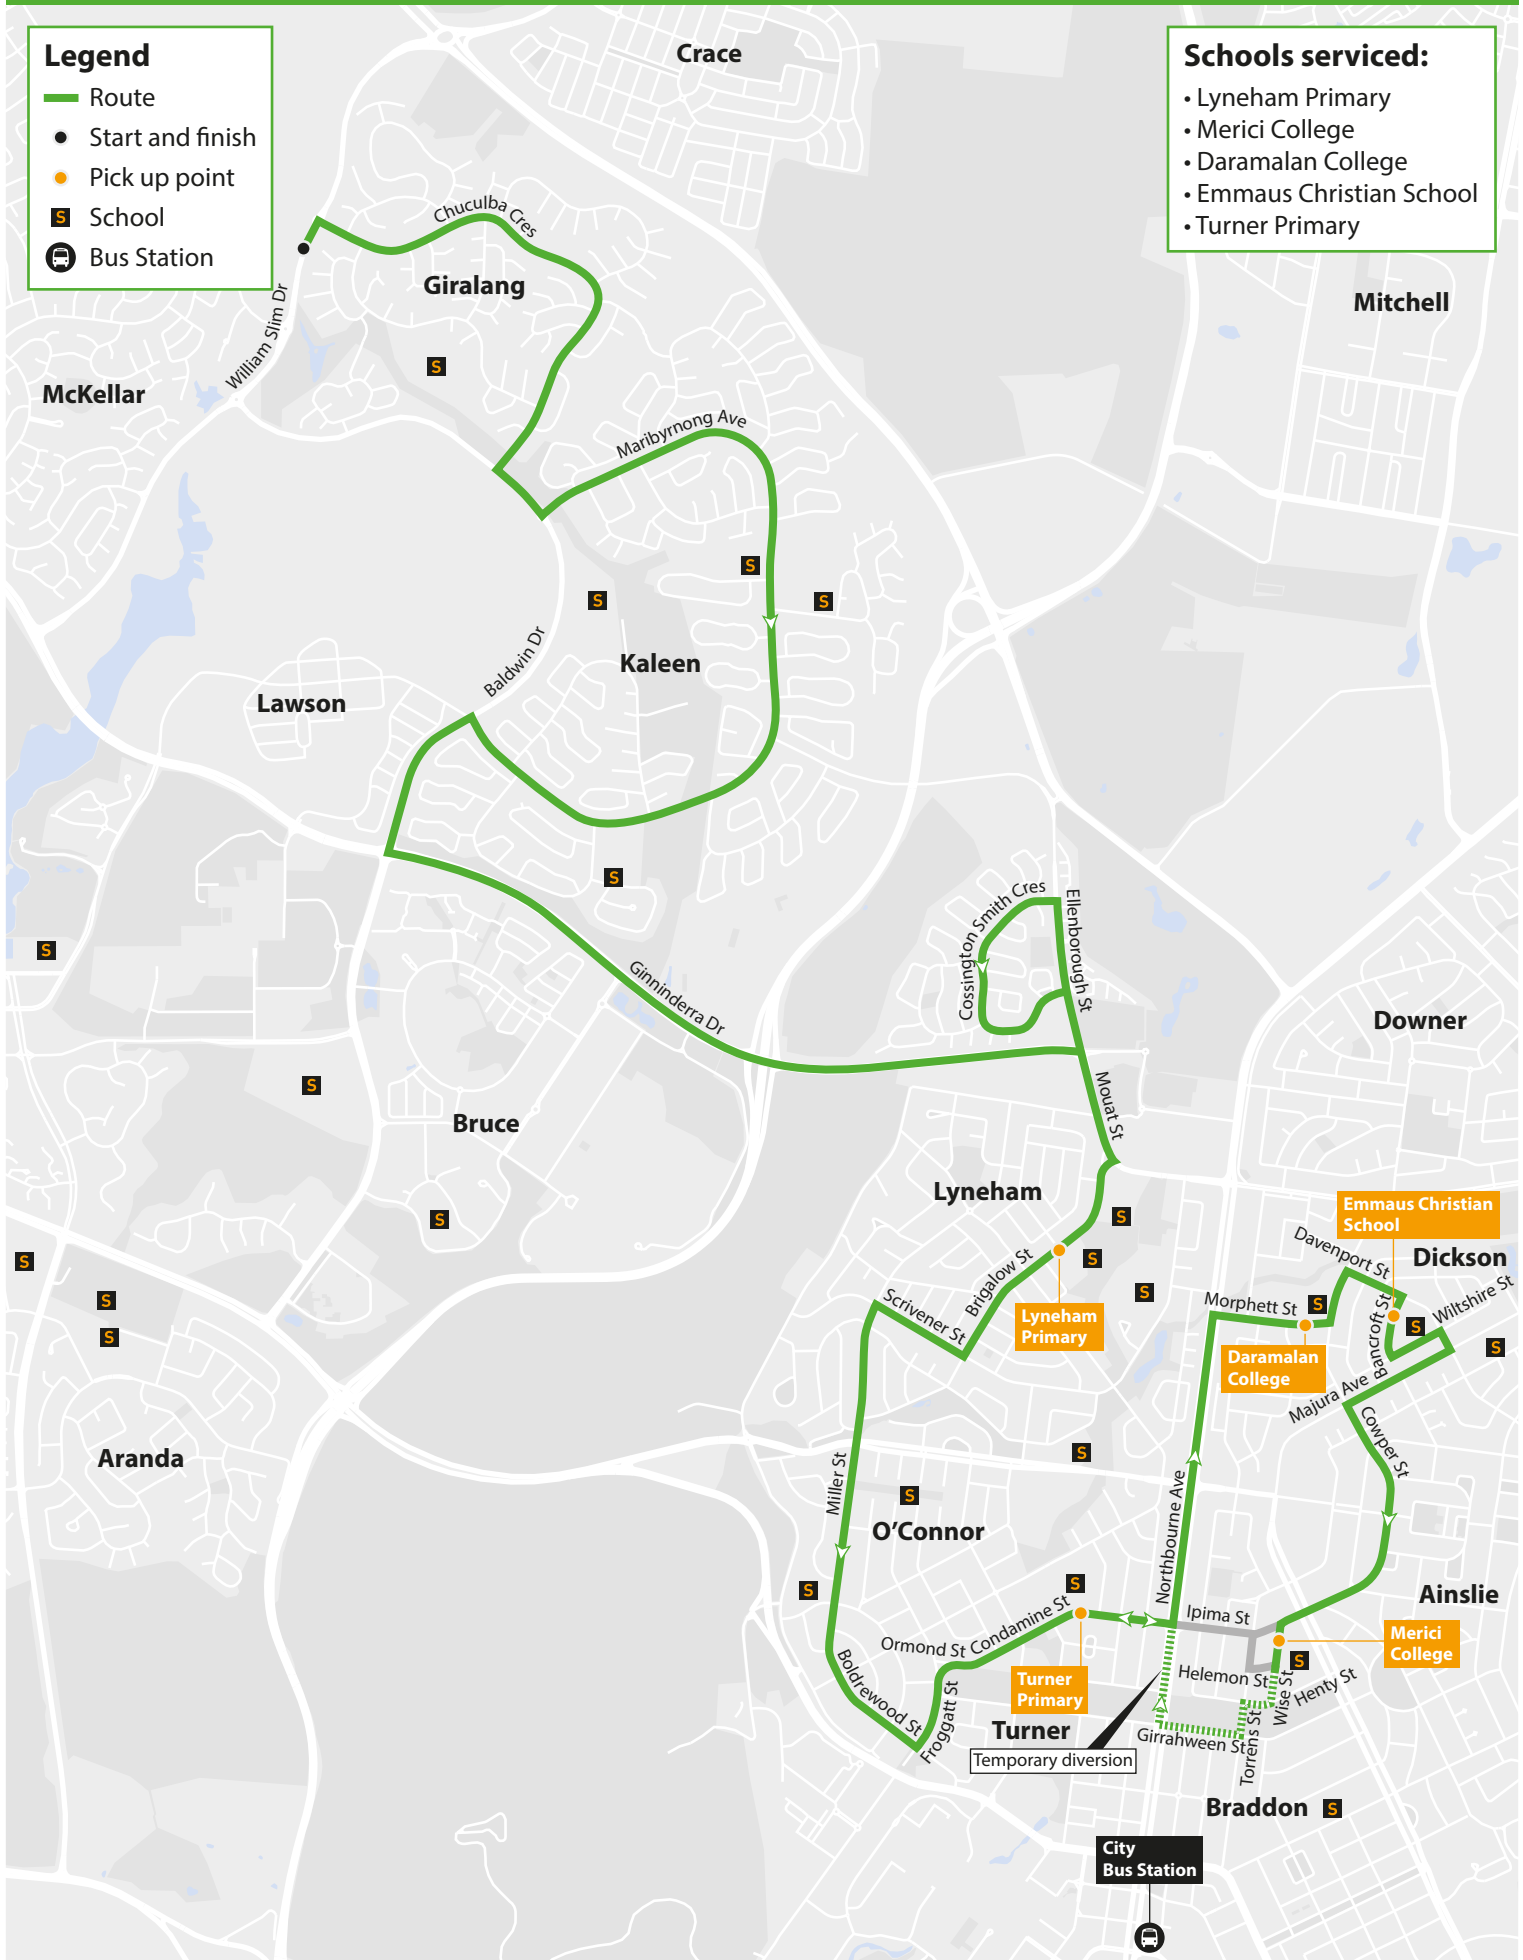 Legend
Route
Start and finish
Pick up point
S School
Bus Station
Schools serviced:
• Lyneham Primary
• Merici College
• Daramalan College
• Emmaus Christian School
• Turner Primary
Crace
Chuculba Cres
Giralang
Mitchell
William Slim Dr
S
McKellar
Maribyrnong Ave
S
S
S
Baldwin Dr
Kaleen
Lawson
S
Cossington Smith Cres
Ellenborough St
S
Ginninderra Dr
Downer
Mouat St
S
Bruce
Lyneham
Emmaus Christian
School
S
S
Davenport St
Dickson
S
S
Brigalow St
S
Scrivener St
Wiltshire St
S
Morphett St
S
Bancroft St
S
Lyneham
Primary
S
S
Daramalan
College
Majura Ave
Cowper St
Aranda
S
Miller St
S
Northbourne Ave
O'Connor
S
S
Ainslie
Ipima St
Condamine St
Ormond St
Merici
College
S
Boldrewood St
Turner
Primary
Helemon St
Henty St
Wise St
Froggatt St
Turner
Girrahween St
Torrens St
Temporary diversion
Braddon
S
City
Bus Station